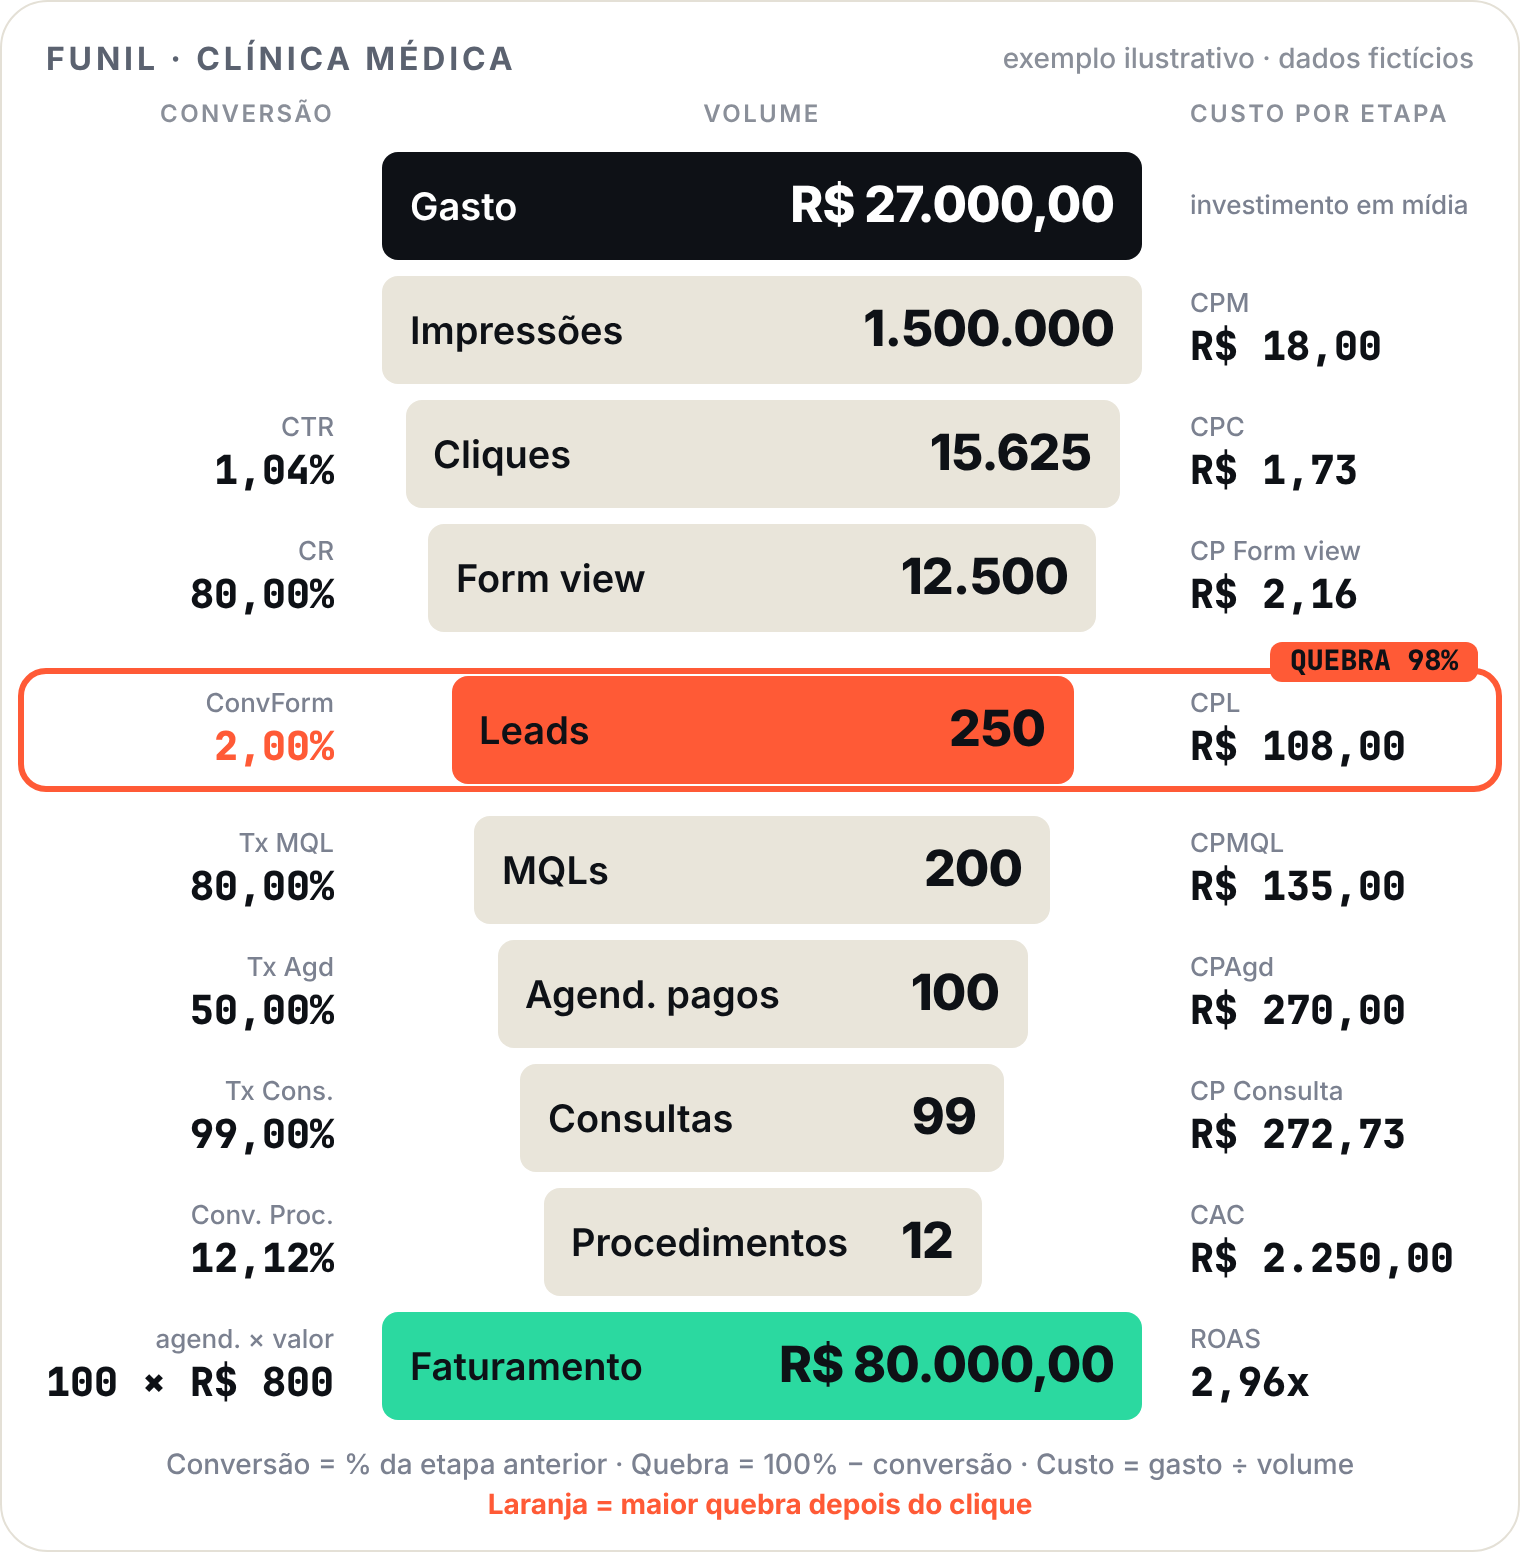 FUNIL · CLÍNICA MÉDICA
exemplo ilustrativo · dados fictícios
CONVERSÃO
VOLUME
CUSTO POR ETAPA
Gasto
R$ 27.000,00
investimento em mídia
Impressões
1.500.000
CPM
R$ 18,00
CTR
1,04%
Cliques
15.625
CPC
R$ 1,73
CR
80,00%
Form view
12.500
CP Form view
R$ 2,16
QUEBRA 98%
ConvForm
2,00%
Leads
250
CPL
R$ 108,00
Tx MQL
80,00%
MQLs
200
CPMQL
R$ 135,00
Tx Agd
50,00%
Agend. pagos
100
CPAgd
R$ 270,00
Tx Cons.
99,00%
Consultas
99
CP Consulta
R$ 272,73
Conv. Proc.
12,12%
Procedimentos
12
CAC
R$ 2.250,00
agend. × valor
100 × R$ 800
Faturamento
R$ 80.000,00
ROAS
2,96x
Conversão = % da etapa anterior · Quebra = 100% − conversão · Custo = gasto ÷ volume
Laranja = maior quebra depois do clique